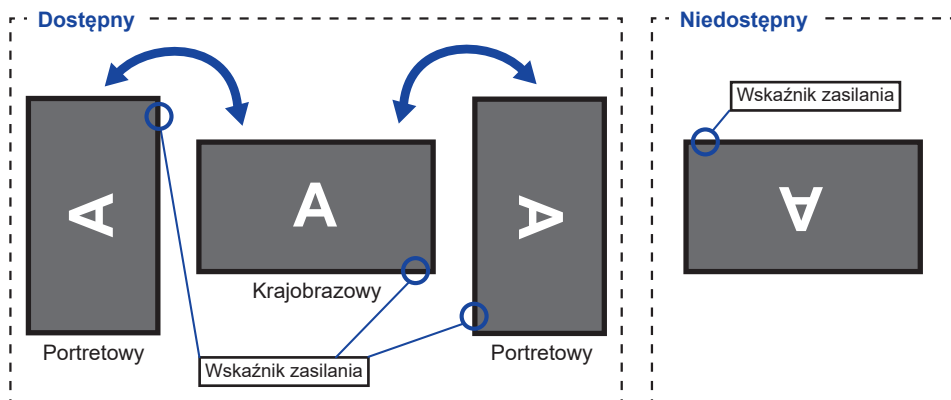 Dostępny
Niedostępny
Wskaźnik zasilania
A
A
A
A
Krajobrazowy
Portretowy
Wskaźnik zasilania
Portretowy